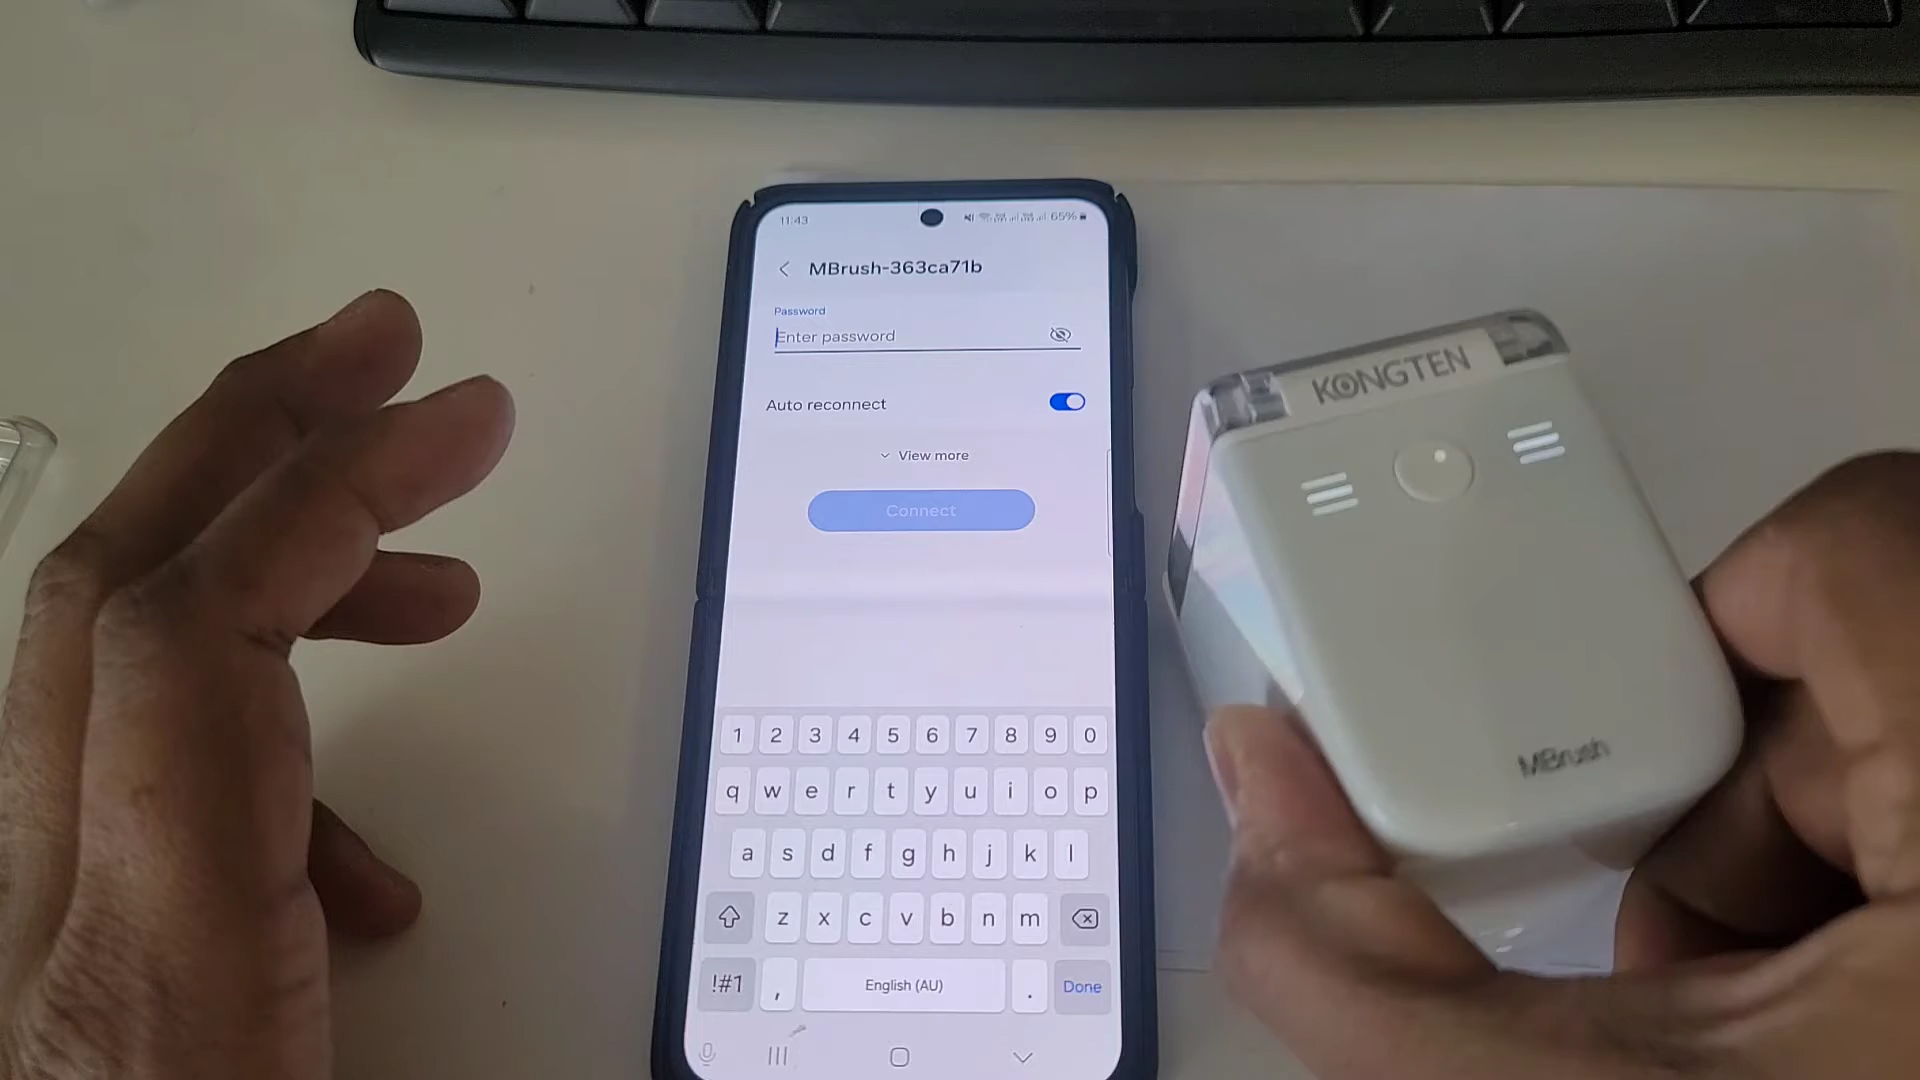 11:43
65%
MBrush-363ca71b
Password
Enter password
Auto reconnect
View more
Connect
1 2 3 4 5 6 7 8 9 0
q w e r t y u i o p
a s d f g h j k l
z x c v b n m
!#1 , English (AU) . Done
KONGTEN
MBrush